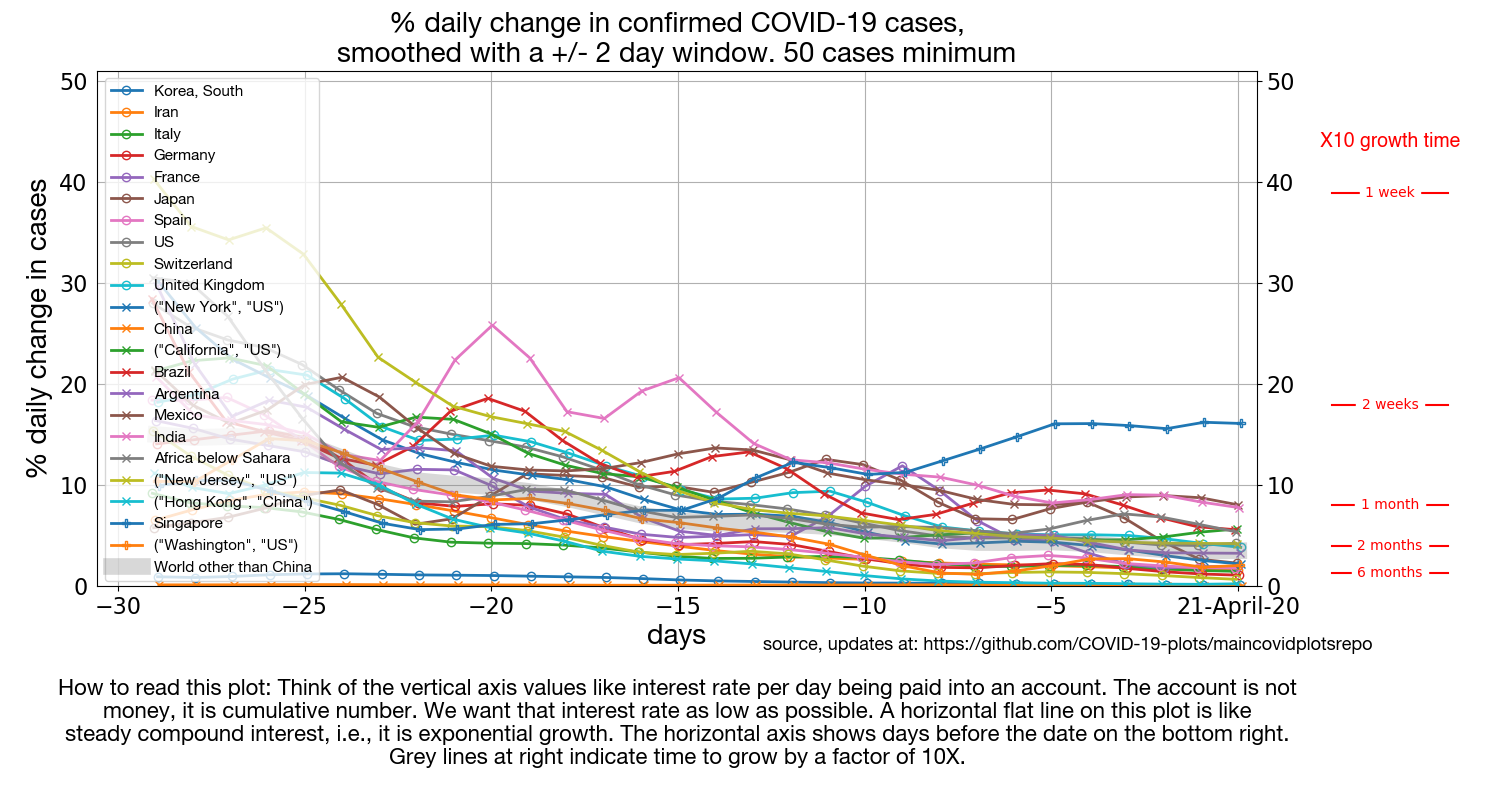 % daily change in confirmed COVID-19 cases,
smoothed with a +/- 2 day window. 50 cases minimum
% daily change in cases
50
40
30
20
10
0
Korea, South
Iran
Italy
Germany
France
Japan
Spain
US
Switzerland
United Kingdom
("New York", "US")
China
("California", "US")
Brazil
Argentina
Mexico
India
Africa below Sahara
("New Jersey", "US")
("Hong Kong", "China")
Singapore
("Washington", "US")
World other than China
50
40
30
20
10
0
X10 growth time
1 week
2 weeks
1 month
2 months
6 months
−30 −25 −20 −15 −10 −5 21-April-20
days
source, updates at: https://github.com/COVID-19-plots/maincovidplotsrepo
How to read this plot: Think of the vertical axis values like interest rate per day being paid into an account. The account is not
money, it is cumulative number. We want that interest rate as low as possible. A horizontal flat line on this plot is like
steady compound interest, i.e., it is exponential growth. The horizontal axis shows days before the date on the bottom right.
Grey lines at right indicate time to grow by a factor of 10X.